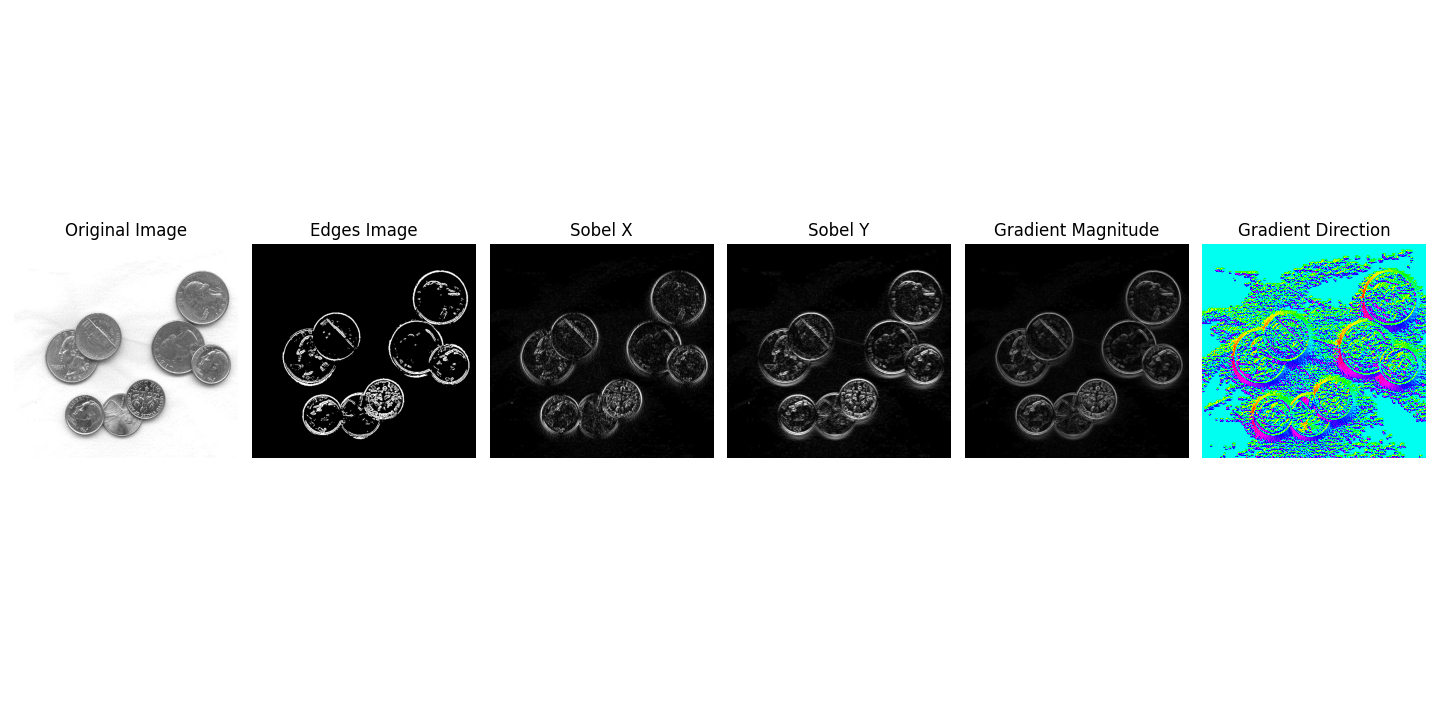 Original Image
Edges Image
Sobel X
Sobel Y
Gradient Magnitude
Gradient Direction